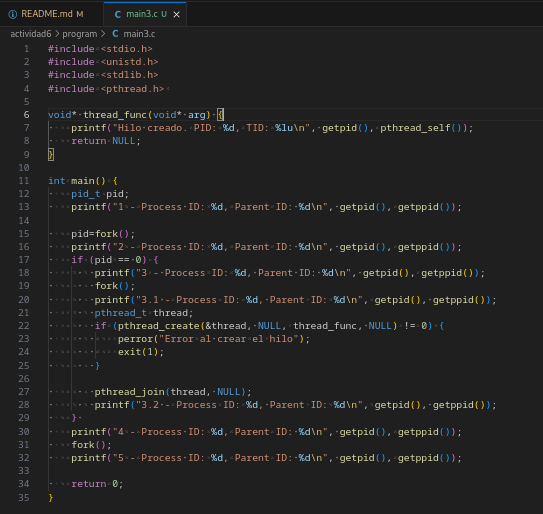 README.md M
C main3.c U ×
actividad6 > program > C main3.c
1 #include <stdio.h>
2 #include <unistd.h>
3 #include <stdlib.h>
4 #include <pthread.h>
5
6 void* thread_func(void* arg) {
7 printf("Hilo creado. PID: %d, TID: %lu\n", getpid(), pthread_self());
8 return NULL;
9 }
10
11 int main() {
12 pid_t pid;
13 printf("1 - Process ID: %d, Parent ID: %d\n", getpid(), getppid());
14
15 pid=fork();
16 printf("2 - Process ID: %d, Parent ID: %d\n", getpid(), getppid());
17 if (pid == 0) {
18 printf("3 - Process ID: %d, Parent ID: %d\n", getpid(), getppid());
19 fork();
20 printf("3.1 - Process ID: %d, Parent ID: %d\n", getpid(), getppid());
21 pthread_t thread;
22 if (pthread_create(&thread, NULL, thread_func, NULL) != 0) {
23 perror("Error al crear el hilo");
24 exit(1);
25 }
26
27 pthread_join(thread, NULL);
28 printf("3.2 - Process ID: %d, Parent ID: %d\n", getpid(), getppid());
29 }
30 printf("4 - Process ID: %d, Parent ID: %d\n", getpid(), getppid());
31 fork();
32 printf("5 - Process ID: %d, Parent ID: %d\n", getpid(), getppid());
33
34 return 0;
35 }